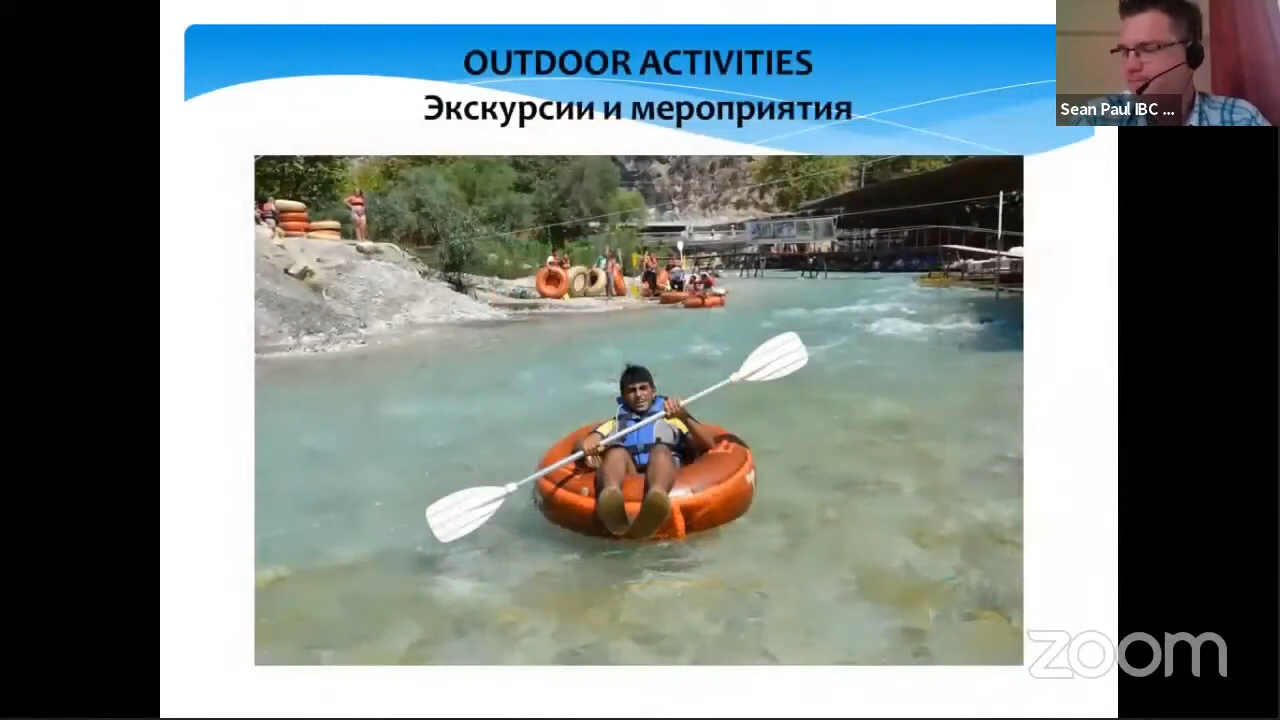 OUTDOOR ACTIVITIES
Экскурсии и мероприятия
Sean Paul IBC ...
zoom